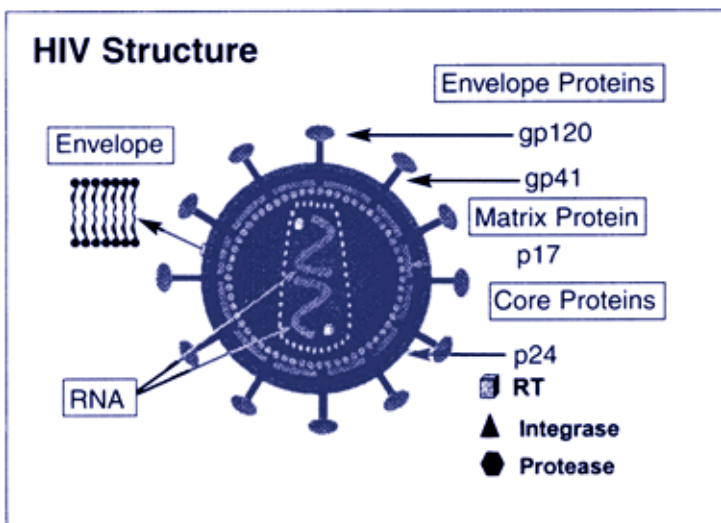 HIV Structure
Envelope Proteins
gp120
Envelope
gp41
Matrix Protein
p17
Core Proteins
p24
RT
RNA
Integrase
Protease